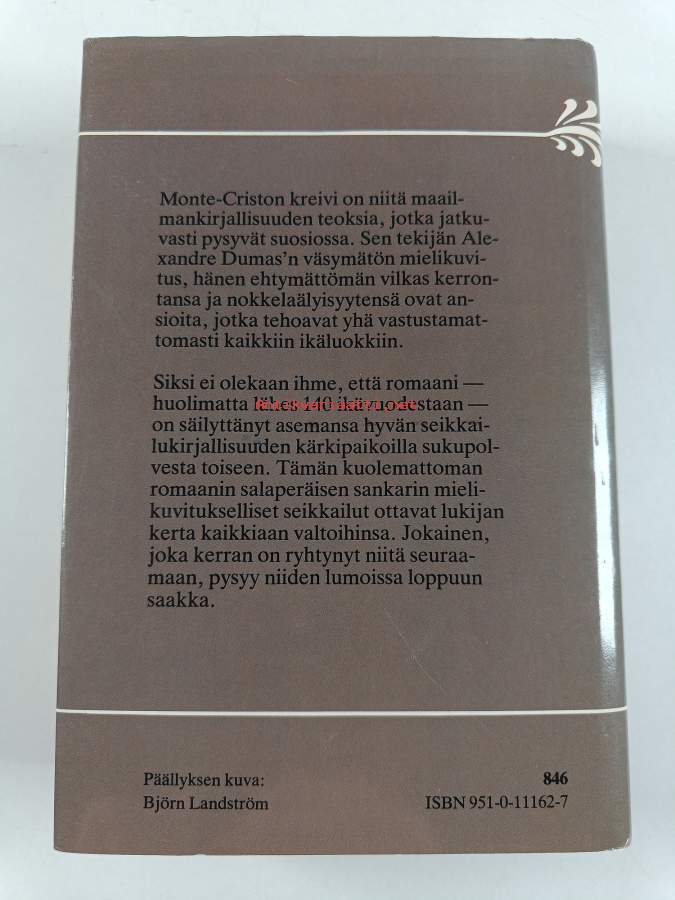 Monte-Criston kreivi on niitä maail-
mankirjallisuuden teoksia, jotka jatku-
vasti pysyvät suosiossa. Sen tekijän Ale-
xandre Dumas'n väsymätön mielikuvi-
tus, hänen ehtymättömän vilkas kerron-
tansa ja nokkelaälyisyytensä ovat an-
sioita, jotka tehoavat yhä vastustamat-
tomasti kaikkiin ikäluokkiin.
Siksi ei olekaan ihme, että romaani —
huolimatta lähes 140 ikävuodestaan —
on säilyttänyt asemansa hyvän seikkai-
lukirjallisuuden kärkipaikoilla sukupol-
vesta toiseen. Tämän kuolemattoman
romaanin salaperäisen sankarin mieli-
kuvitukselliset seikkailut ottavat lukijan
kerta kaikkiaan valtoihinsa. Jokainen,
joka kerran on ryhtynyt niitä seuraa-
maan, pysyy niiden lumoissa loppuun
saakka.
Päällyksen kuva:
Björn Landström
846
ISBN 951-0-11162-7